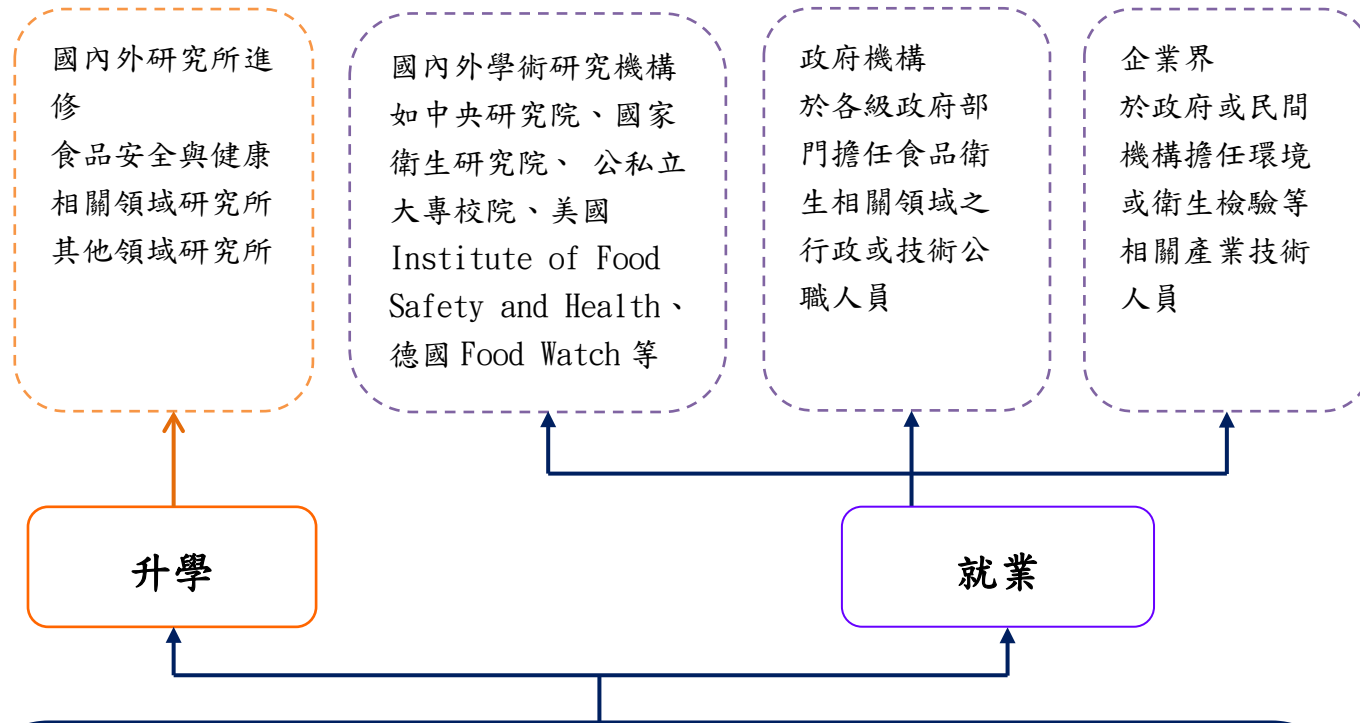 國內外研究所進
修
食品安全與健康
相關領域研究所
其他領域研究所
國內外學術研究機構
如中央研究院、國家
衛生研究院、 公私立
大專校院、美國
Institute of Food
Safety and Health、
德國 Food Watch 等
政府機構
於各級政府部
門擔任食品衛
生相關領域之
行政或技術公
職人員
企業界
於政府或民間
機構擔任環境
或衛生檢驗等
相關產業技術
人員
升學
就業